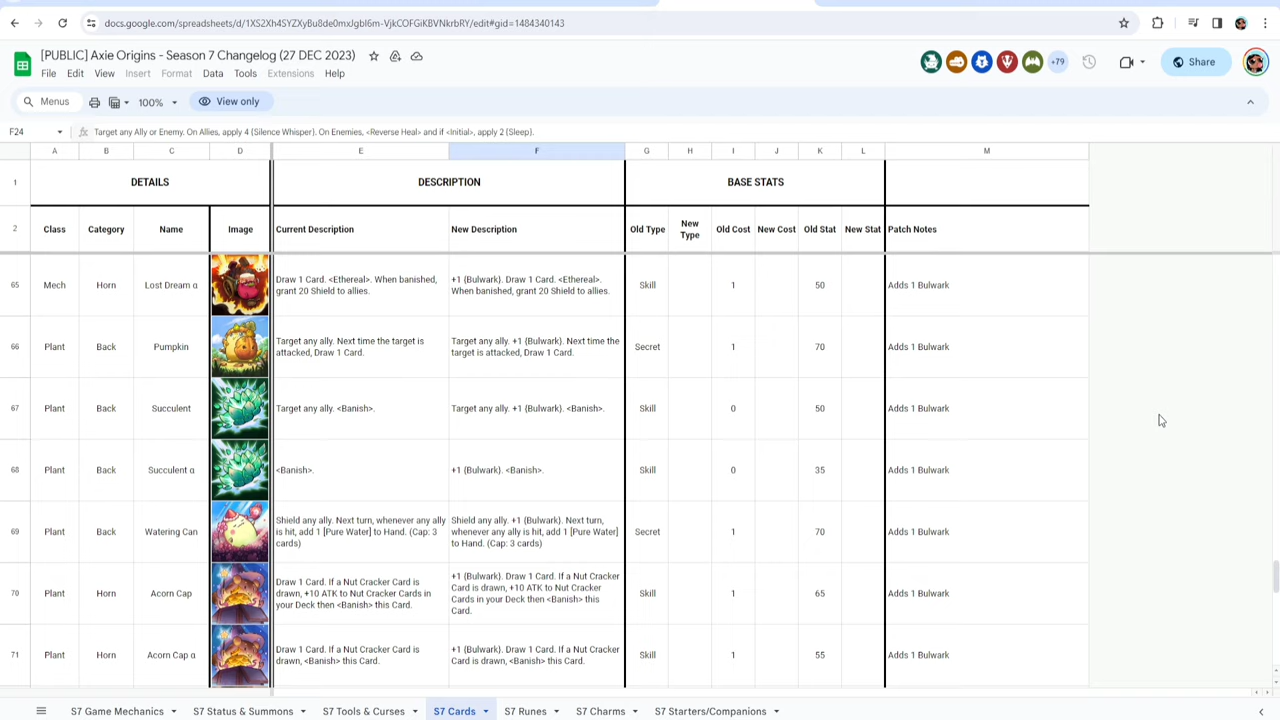 docs.google.com/spreadsheets/d/1XS2Xh4SYZXyBu8de0mxJgbl6m-VjkCOFGiKBVNkrbRY/edit#gid=1484340143
[PUBLIC] Axie Origins - Season 7 Changelog (27 DEC 2023)
File Edit View Insert Format Data Tools Extensions Help
+79
Share
Menus
100%
View only
F24
Target any Ally or Enemy. On Allies, apply 4 {Silence Whisper}. On Enemies, <Reverse Heal> and if <Initial>, apply 2 {Sleep}.
A B C D E F G H I J K L M
1 DETAILS DESCRIPTION BASE STATS
2 Class Category Name Image Current Description New Description Old Type New Type Old Cost New Cost Old Stat New Stat Patch Notes
65 Mech Horn Lost Dream α
Draw 1 Card. <Ethereal>. When banished,
grant 20 Shield to allies.
+1 {Bulwark}. Draw 1 Card. <Ethereal>.
When banished, grant 20 Shield to allies.
Skill 1 50 Adds 1 Bulwark
66 Plant Back Pumpkin
Target any ally. Next time the target is
attacked, Draw 1 Card.
Target any ally. +1 {Bulwark}. Next time the
target is attacked, Draw 1 Card.
Secret 1 70 Adds 1 Bulwark
67 Plant Back Succulent
Target any ally. <Banish>.
Target any ally. +1 {Bulwark}. <Banish>.
Skill 0 50 Adds 1 Bulwark
68 Plant Back Succulent α
<Banish>.
+1 {Bulwark}. <Banish>.
Skill 0 35 Adds 1 Bulwark
69 Plant Back Watering Can
Shield any ally. Next turn, whenever any ally
is hit, add 1 [Pure Water] to Hand. (Cap: 3
cards)
Shield any ally. +1 {Bulwark}. Next turn,
whenever any ally is hit, add 1 [Pure Water]
to Hand. (Cap: 3 cards)
Secret 1 70 Adds 1 Bulwark
70 Plant Horn Acorn Cap
Draw 1 Card. If a Nut Cracker Card is
drawn, +10 ATK to Nut Cracker Cards in
your Deck then <Banish> this Card.
+1 {Bulwark}. Draw 1 Card. If a Nut Cracker
Card is drawn, +10 ATK to Nut Cracker
Cards in your Deck then <Banish> this
Card.
Skill 1 65 Adds 1 Bulwark
71 Plant Horn Acorn Cap α
Draw 1 Card. If a Nut Cracker Card is
drawn, <Banish> this Card.
+1 {Bulwark}. Draw 1 Card. If a Nut Cracker
Card is drawn, <Banish> this Card.
Skill 1 55 Adds 1 Bulwark
S7 Game Mechanics S7 Status & Summons S7 Tools & Curses S7 Cards S7 Runes S7 Charms S7 Starters/Companions